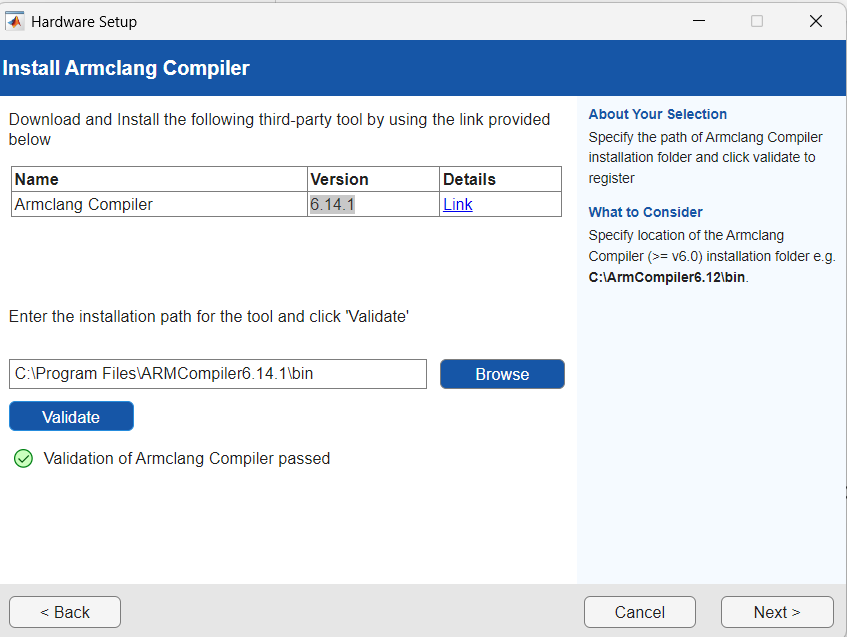 Hardware Setup
Install Armclang Compiler
Download and Install the following third-party tool by using the link provided
below
Name Version Details
Armclang Compiler 6.14.1 Link
Enter the installation path for the tool and click 'Validate'
C:\Program Files\ARMCompiler6.14.1\bin Browse
Validate
Validation of Armclang Compiler passed
About Your Selection
Specify the path of Armclang Compiler
installation folder and click validate to
register
What to Consider
Specify location of the Armclang
Compiler (>= v6.0) installation folder e.g.
C:\ArmCompiler6.12\bin.
< Back Cancel Next >